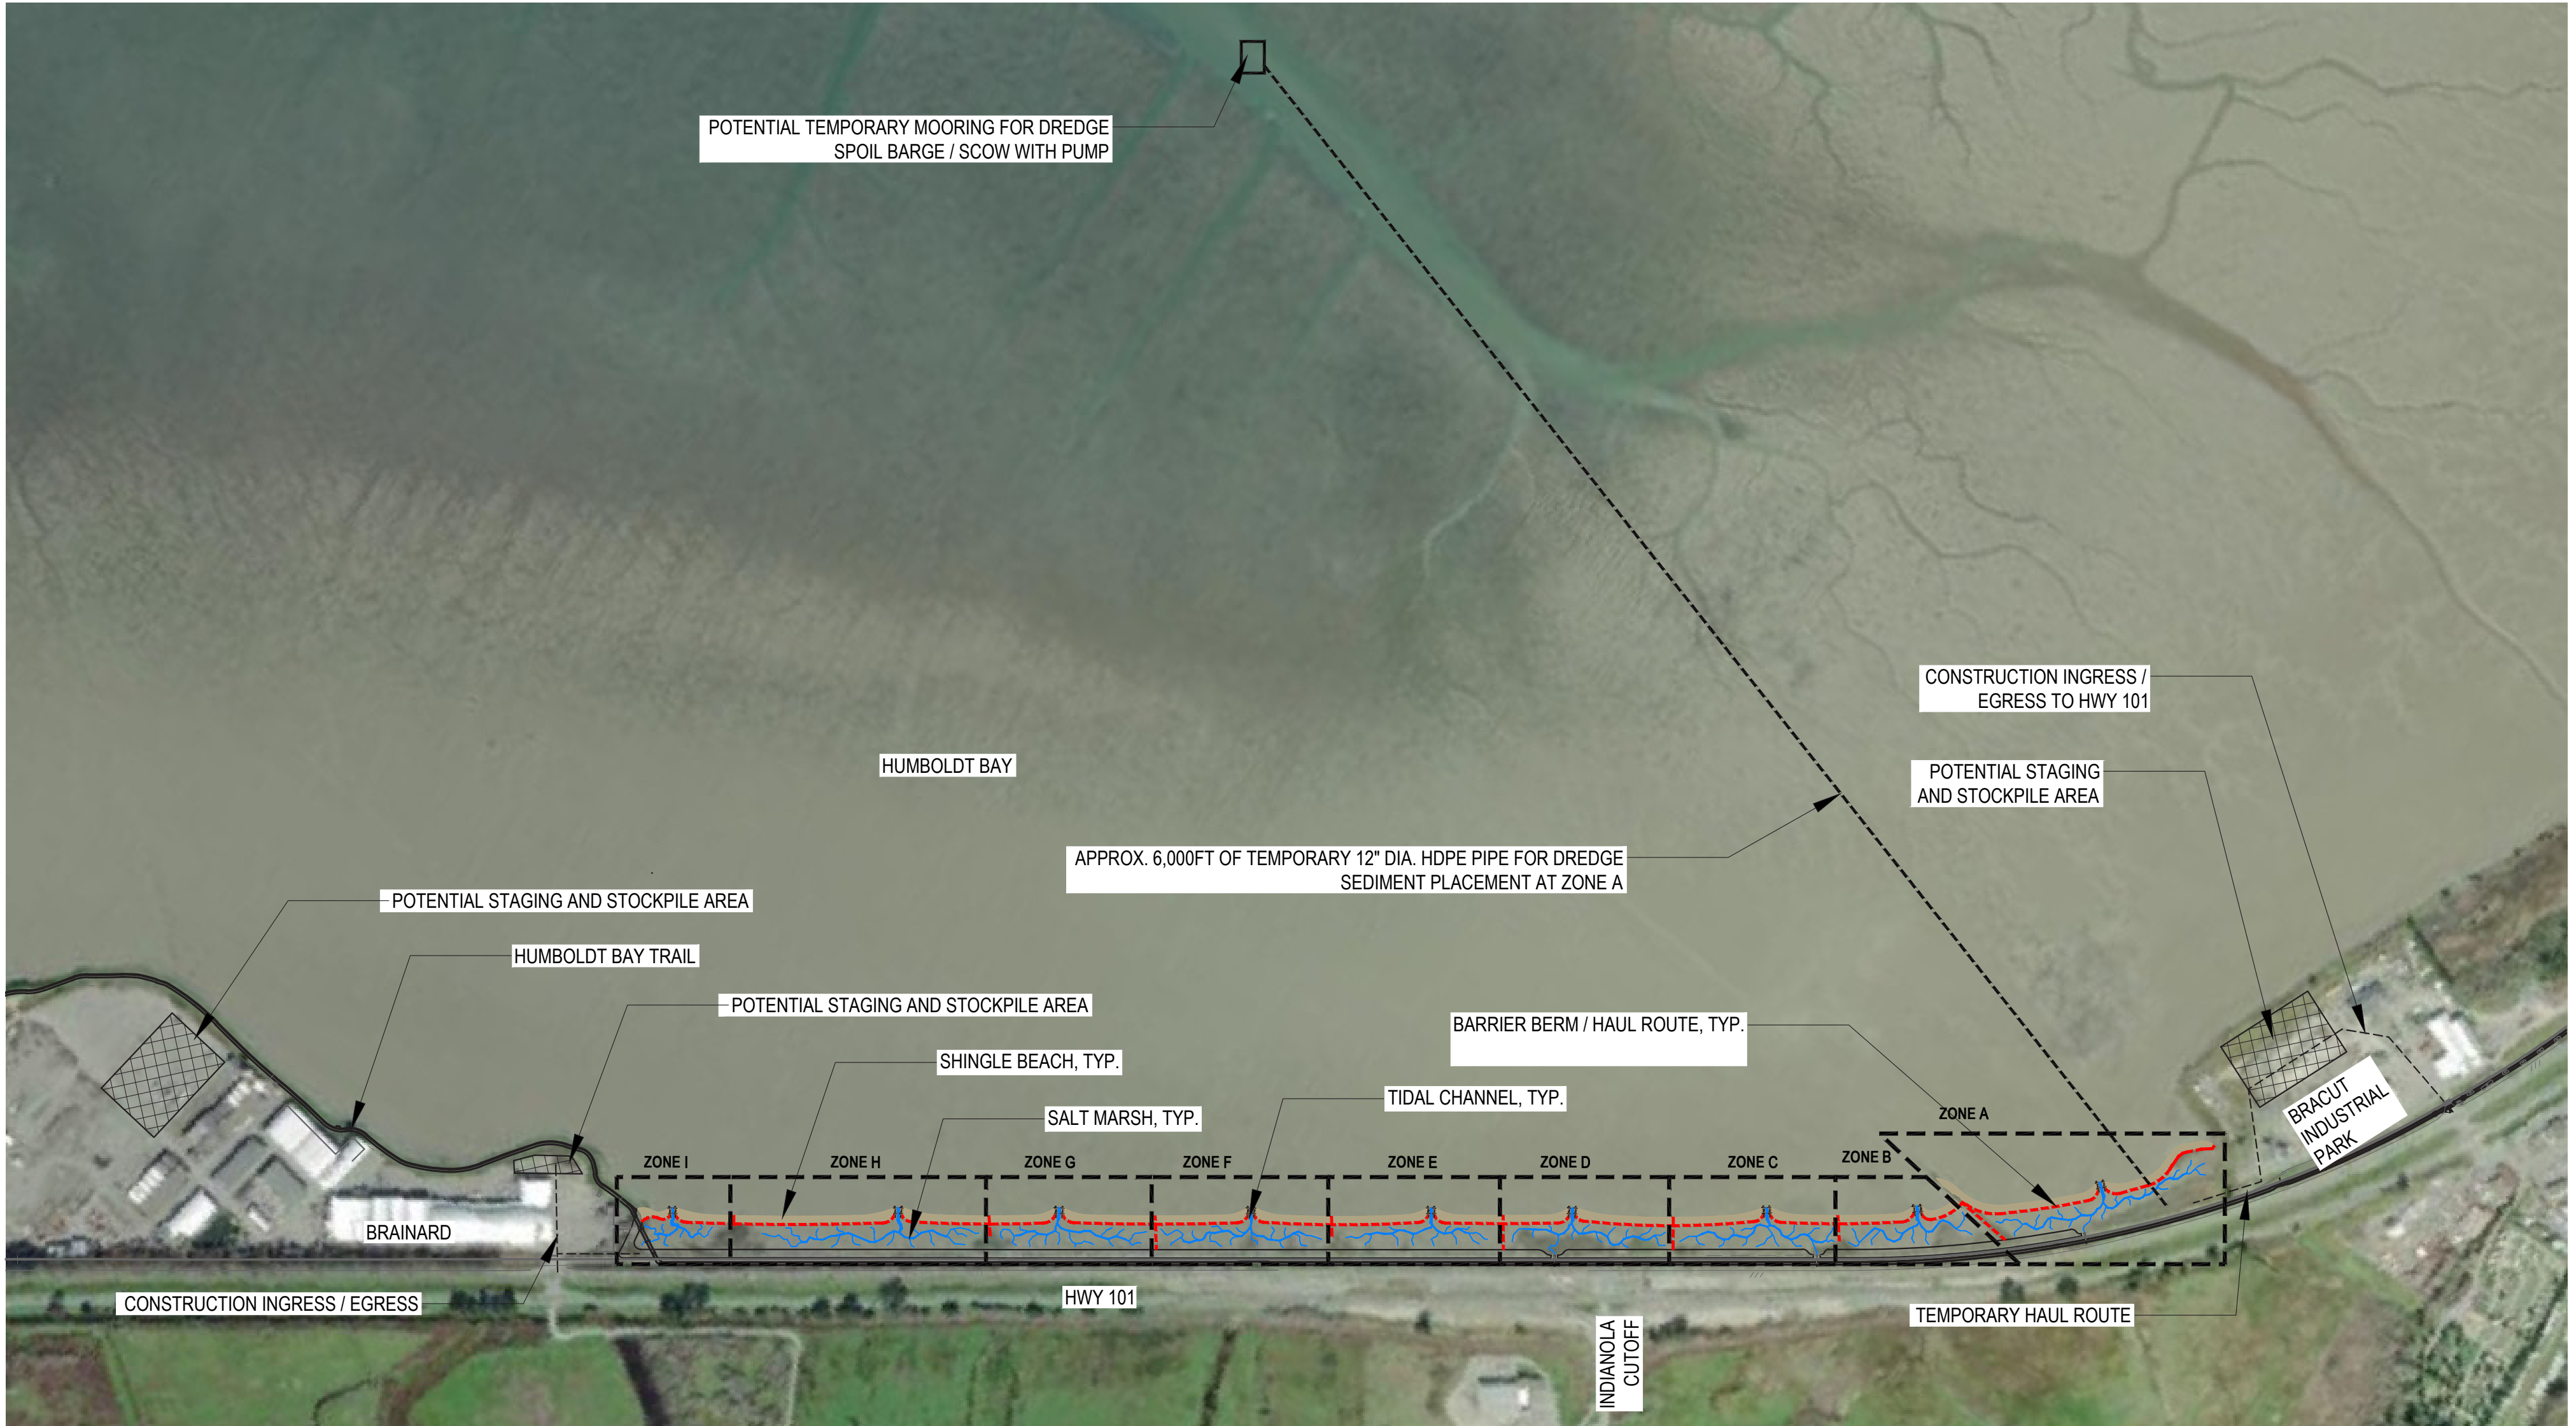 POTENTIAL TEMPORARY MOORING FOR DREDGE
SPOIL BARGE / SCOW WITH PUMP
CONSTRUCTION INGRESS /
EGRESS TO HWY 101
HUMBOLDT BAY
POTENTIAL STAGING
AND STOCKPILE AREA
APPROX. 6,000FT OF TEMPORARY 12" DIA. HDPE PIPE FOR DREDGE
SEDIMENT PLACEMENT AT ZONE A
POTENTIAL STAGING AND STOCKPILE AREA
HUMBOLDT BAY TRAIL
POTENTIAL STAGING AND STOCKPILE AREA
BARRIER BERM / HAUL ROUTE, TYP.
SHINGLE BEACH, TYP.
TIDAL CHANNEL, TYP.
SALT MARSH, TYP.
ZONE A
BRACUT
INDUSTRIAL
PARK
ZONE I
ZONE H
ZONE G
ZONE F
ZONE E
ZONE D
ZONE C
ZONE B
BRAINARD
CONSTRUCTION INGRESS / EGRESS
HWY 101
TEMPORARY HAUL ROUTE
INDIANOLA
CUTOFF